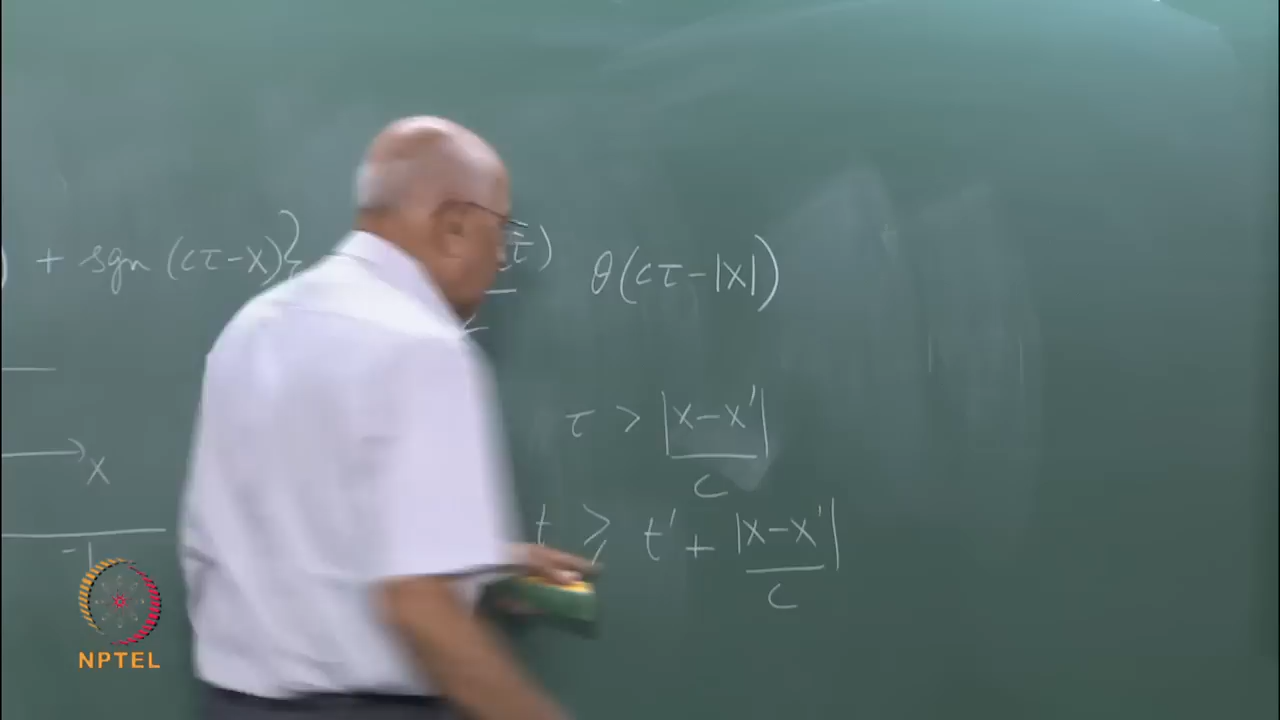 ) + sgn (cτ-X)} τ) θ(cτ-|X|)
τ > |x-x'| / c
X
t ≥ t' + |x-x'| / c
-1
NPTEL